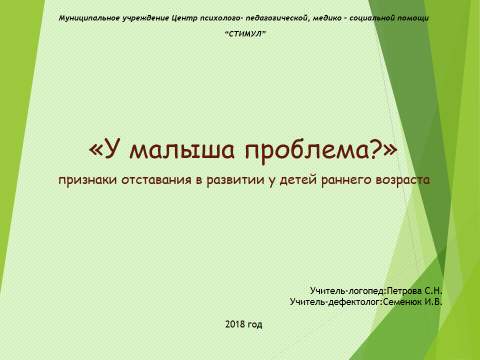 Муниципальное учреждение Центр психолого- педагогической, медико – социальной помощи
“СТИМУЛ”
«У малыша проблема?»
признаки отставания в развитии у детей раннего возраста
Учитель-логопед:Петрова С.Н.
Учитель-дефектолог:Семенюк И.В.
2018 год